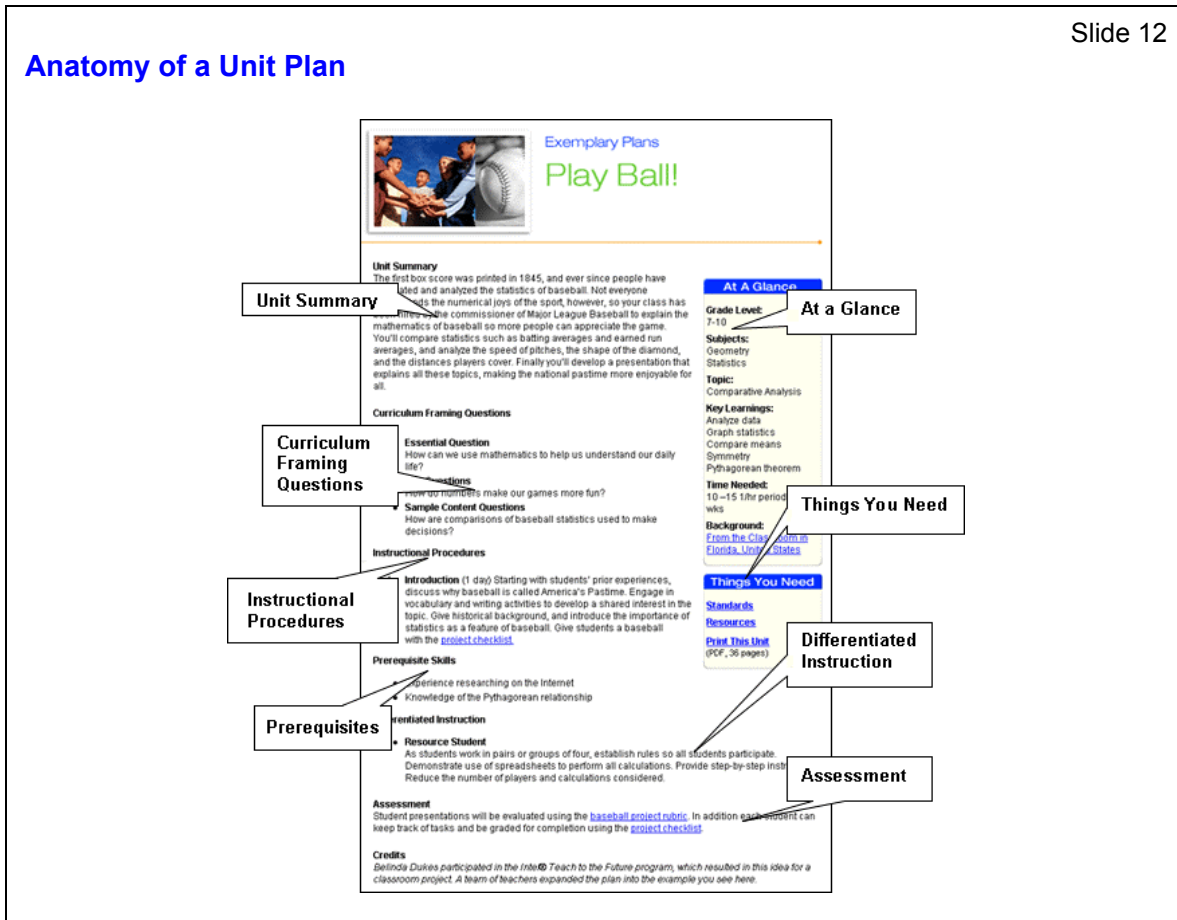 Slide 12
Anatomy of a Unit Plan
Exemplary Plans
Play Ball!
Unit Summary
The first box score was printed in 1845, and ever since people have
ated and analyzed the statistics of baseball. Not everyone
ds the numerical joys of the sport, however, so your class has
hired by the commissioner of Major League Baseball to explain the
mathematics of baseball so more people can appreciate the game.
You'll compare statistics such as batting averages and earned run
averages, and analyze the speed of pitches, the shape of the diamond,
and the distances players cover. Finally you'll develop a presentation that
explains all these topics, making the national pastime more enjoyable for
all.
Curriculum Framing Questions
Essential Question
How can we use mathematics to help us understand our daily
life?
estions
How do numbers make our games more fun?
• Sample Content Questions
How are comparisons of baseball statistics used to make
decisions?
Instructional Procedures
Introduction (1 day) Starting with students' prior experiences,
discuss why baseball is called America's Pastime. Engage in
vocabulary and writing activities to develop a shared interest in the
topic. Give historical background, and introduce the importance of
statistics as a feature of baseball. Give students a baseball
with the project checklist.
Prerequisite Skills
• Experience researching on the Internet
• Knowledge of the Pythagorean relationship
erentiated Instruction
• Resource Student
As students work in pairs or groups of four, establish rules so all students participate.
Demonstrate use of spreadsheets to perform all calculations. Provide step-by-step inst
Reduce the number of players and calculations considered.
Assessment
Student presentations will be evaluated using the baseball project rubric. In addition each student can
keep track of tasks and be graded for completion using the project checklist.
Credits
Belinda Dukes participated in the Intel® Teach to the Future program, which resulted in this idea for a
classroom project. A team of teachers expanded the plan into the example you see here.
At A Glance
Grade Level:
7-10
Subjects:
Geometry
Statistics
Topic:
Comparative Analysis
Key Learnings:
Analyze data
Graph statistics
Compare means
Symmetry
Pythagorean theorem
Time Needed:
10 –15 1/hr period
wks
Background:
From the Classroom in
Florida, United States
Things You Need
Standards
Resources
Print This Unit
(PDF, 36 pages)
Unit Summary
Curriculum
Framing
Questions
Instructional
Procedures
Prerequisites
At a Glance
Things You Need
Differentiated
Instruction
Assessment